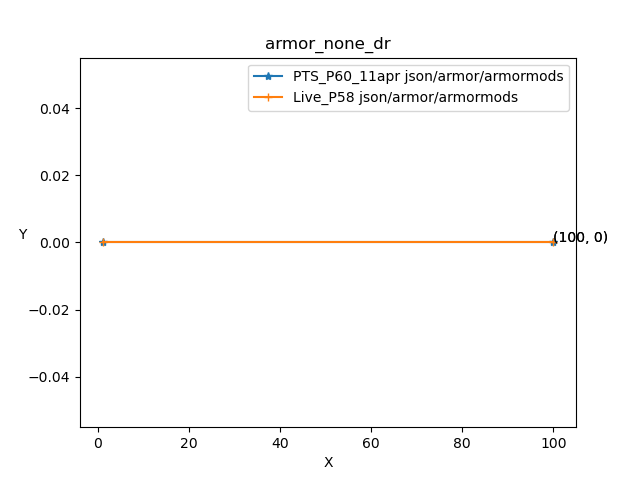 armor_none_dr
PTS_P60_11apr json/armor/armormods
Live_P58 json/armor/armormods
0.04
0.02
Y
0.00
(100, 0)
−0.02
−0.04
0 20 40 60 80 100
X